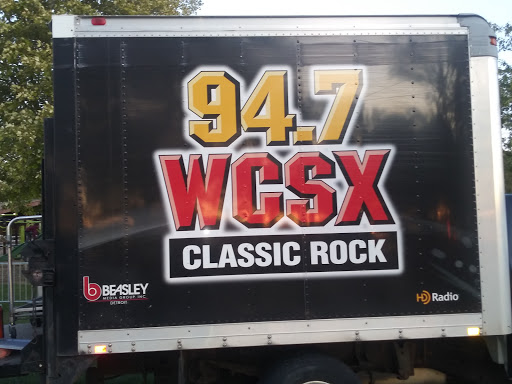 94.7
WCSX
CLASSIC ROCK
b BEASLEY
MEDIA GROUP INC.
DETROIT
HD Radio